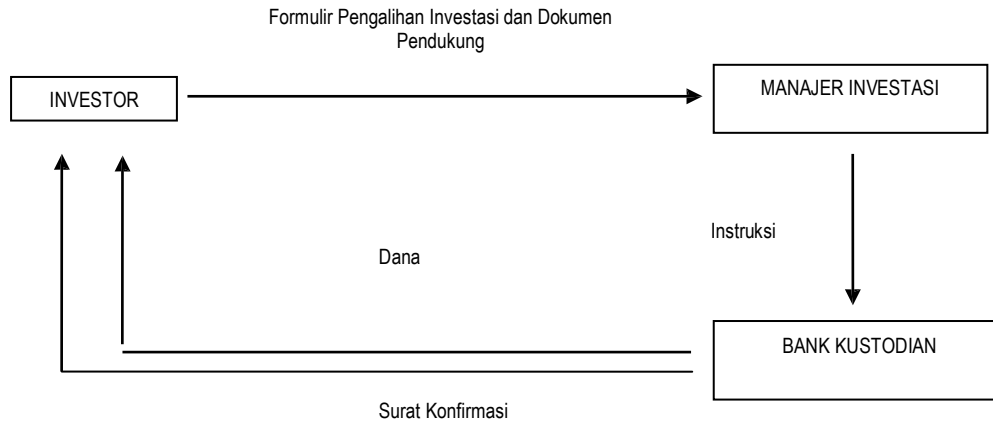 Formulir Pengalihan Investasi dan Dokumen
Pendukung
INVESTOR
MANAJER INVESTASI
Instruksi
Dana
BANK KUSTODIAN
Surat Konfirmasi